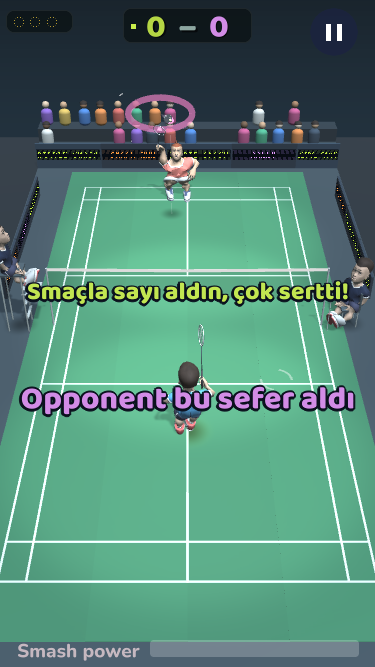 0 – 0
Smaçla sayı aldın, çok sertti!
Opponent bu sefer aldı
Smash power